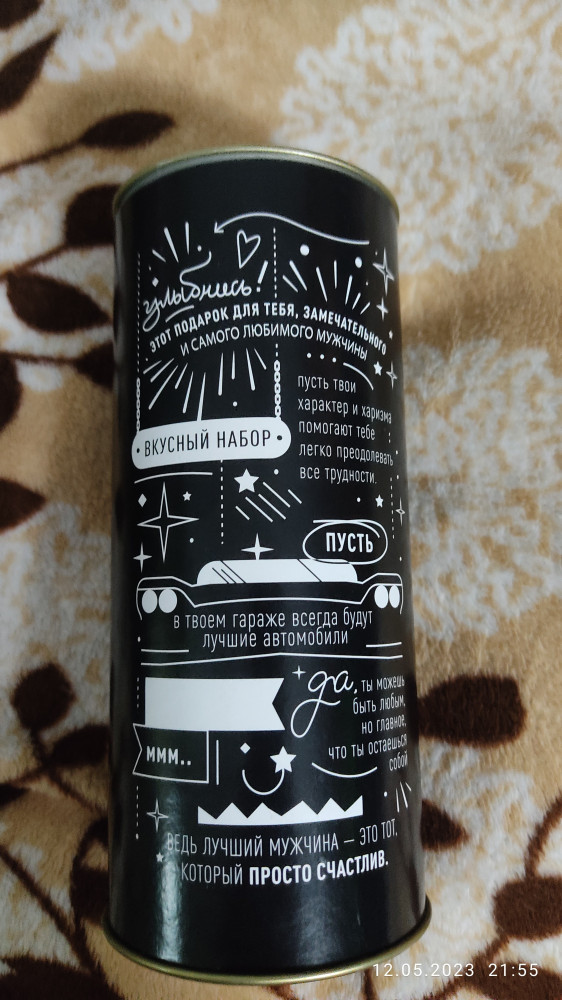 улыбнись!
ЭТОТ ПОДАРОК ДЛЯ ТЕБЯ, ЗАМЕЧАТЕЛЬНОГО
И САМОГО ЛЮБИМОГО МУЖЧИНЫ
пусть твои
характер и харизма
помогают тебе
легко преодолевать
все трудности.
ВКУСНЫЙ НАБОР
ПУСТЬ
в твоем гараже всегда будут
лучшие автомобили
да, ты можешь
быть любым,
но главное,
что ты остаешься
собой
МММ..
ВЕДЬ ЛУЧШИЙ МУЖЧИНА – ЭТО ТОТ,
КОТОРЫЙ ПРОСТО СЧАСТЛИВ.
12.05.2023 21:55